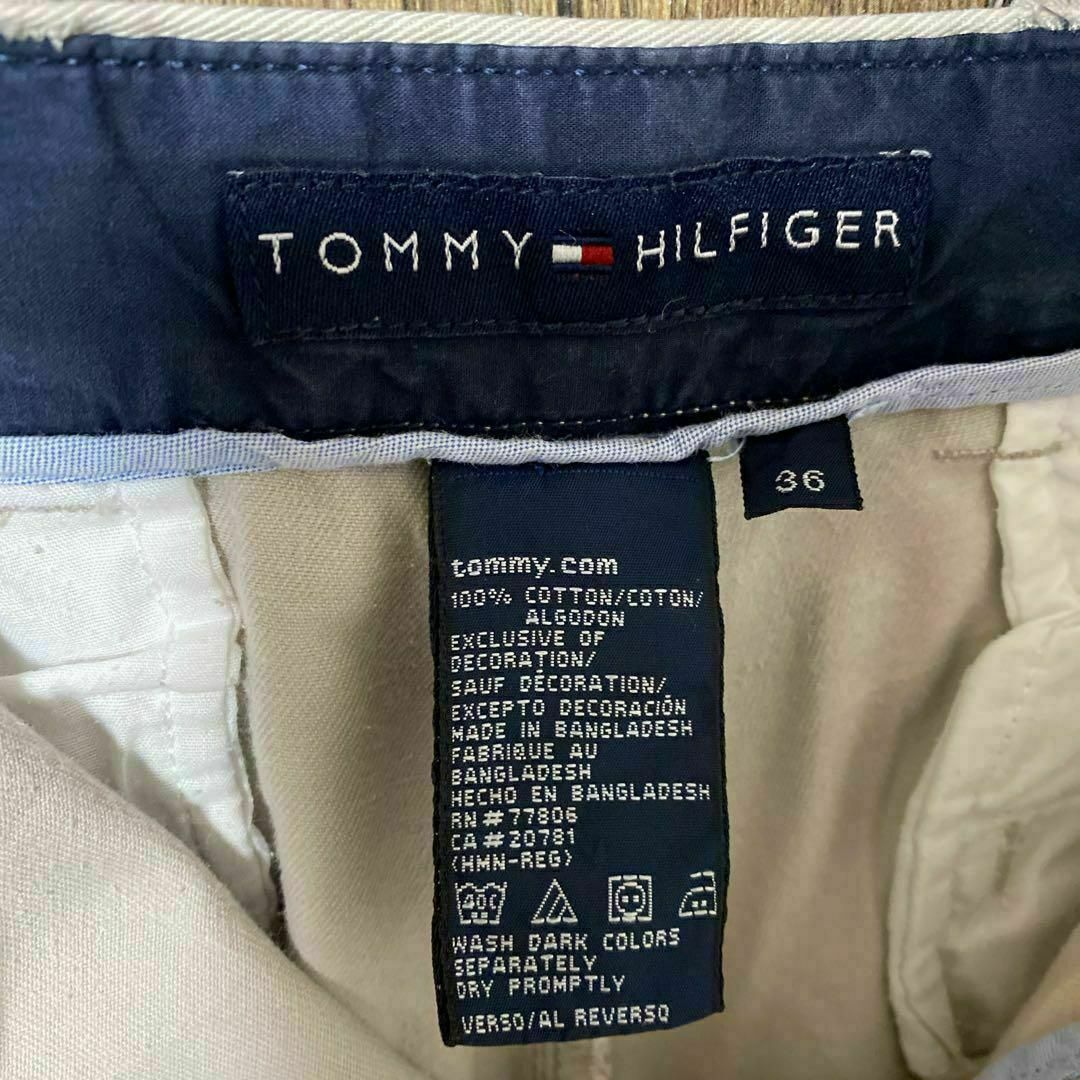 TOMMY HILFIGER
36
tommy.com
100% COTTON/COTON/
ALGODON
EXCLUSIVE OF
DECORATION/
SAUF DÉCORATION/
EXCEPTO DECORACIÓN
MADE IN BANGLADESH
FABRIQUE AU
BANGLADESH
HECHO EN BANGLADESH
RN#77806
CA#20781
(HMN-REG)
40C
WASH DARK COLORS
SEPARATELY
DRY PROMPTLY
VERSO/AL REVERSO